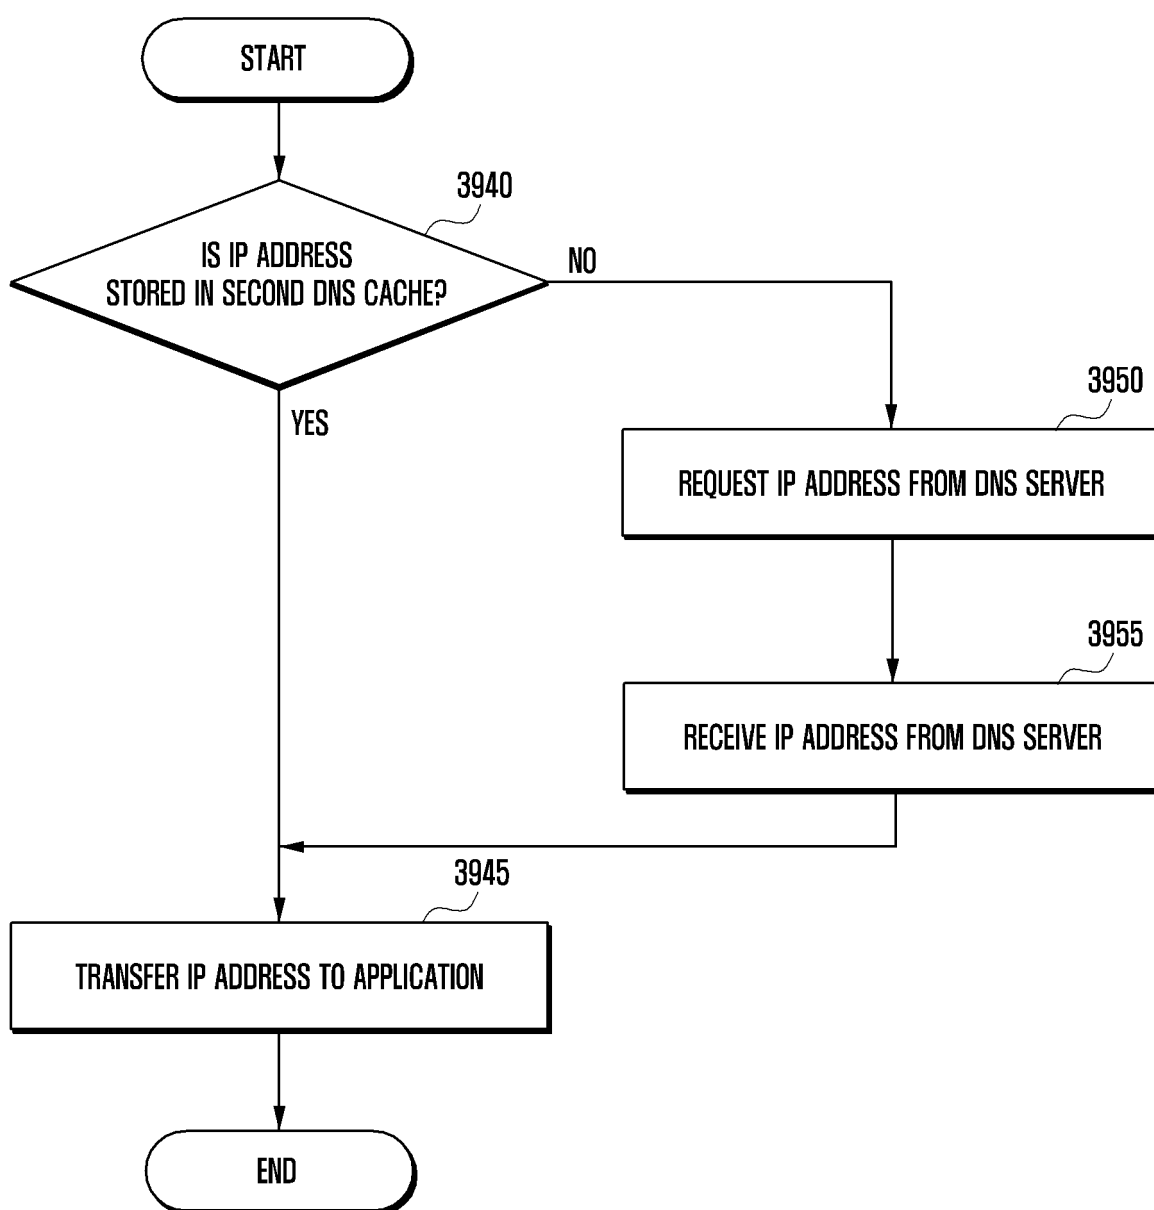 START
3940
IS IP ADDRESS
STORED IN SECOND DNS CACHE?
NO
YES
3950
REQUEST IP ADDRESS FROM DNS SERVER
3955
RECEIVE IP ADDRESS FROM DNS SERVER
3945
TRANSFER IP ADDRESS TO APPLICATION
END